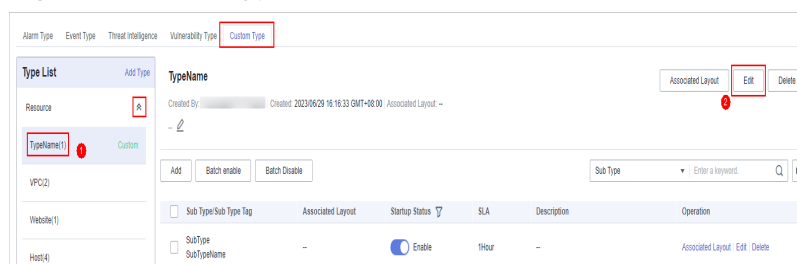 Alarm Type Event Type Threat Intelligence Vulnerability Type Custom Type
Type List Add Type
Resource
TypeName(1) Custom
1
VPC(2)
Website(1)
Host(4)
TypeName
Associated Layout Edit Delete
2
Created By: Created: 2023/06/29 16:16:33 GMT+08:00 Associated Layout: --
--
Add Batch enable Batch Disable Sub Type Enter a keyword.
Sub Type/Sub Type Tag Associated Layout Startup Status SLA Description Operation
SubType
SubTypeName
-- Enable 1Hour -- Associated Layout Edit Delete